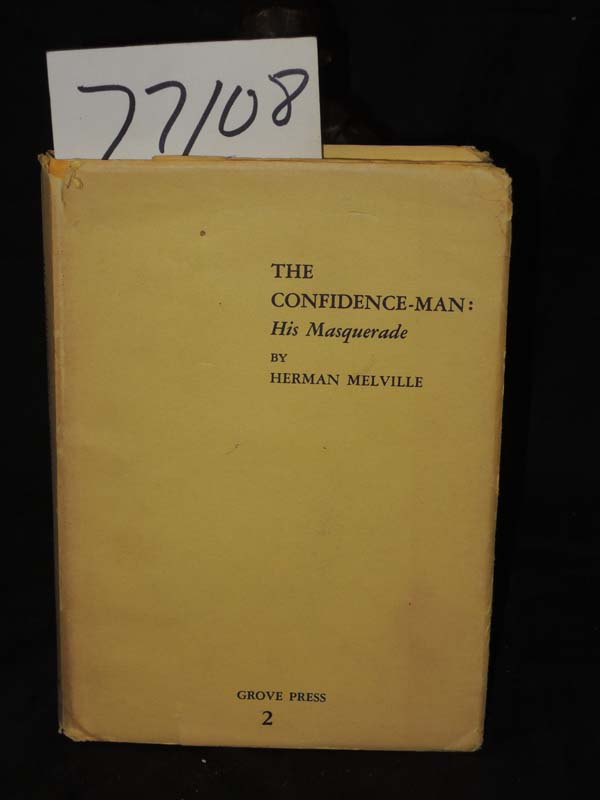 77108
THE
CONFIDENCE-MAN:
His Masquerade
BY
HERMAN MELVILLE
GROVE PRESS
2